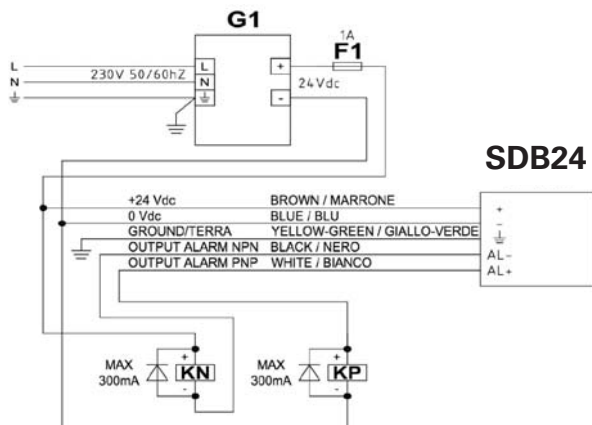 G1
1A
F1
L
N
230V 50/60hZ
L
N
+
-
24Vdc
SDB24
+24 Vdc BROWN / MARRONE +
0 Vdc BLUE / BLU -
GROUND/TERRA YELLOW-GREEN / GIALLO-VERDE
OUTPUT ALARM NPN BLACK / NERO AL-
OUTPUT ALARM PNP WHITE / BIANCO AL+
MAX
300mA
+
KN
-
MAX
300mA
+
KP
-